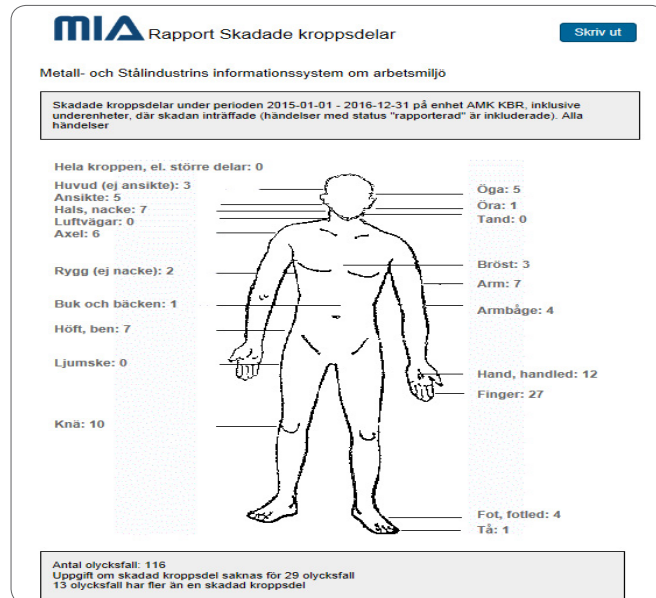 MIA Rapport Skadade kroppsdelar
Skriv ut
Metall- och Stålindustrins informationssystem om arbetsmiljö
Skadade kroppsdelar under perioden 2015-01-01 - 2016-12-31 på enhet AMK KBR, inklusive
underenheter, där skadan inträffade (händelser med status "rapporterad" är inkluderade). Alla
händelser
Hela kroppen, el. större delar: 0
Huvud (ej ansikte): 3
Ansikte: 5
Hals, nacke: 7
Luftvägar: 0
Axel: 6
Rygg (ej nacke): 2
Buk och bäcken: 1
Höft, ben: 7
Ljumske: 0
Knä: 10
Öga: 5
Öra: 1
Tand: 0
Bröst: 3
Arm: 7
Armbåge: 4
Hand, handled: 12
Finger: 27
Fot, fotled: 4
Tå: 1
Antal olycksfall: 116
Uppgift om skadad kroppsdel saknas för 29 olycksfall
13 olycksfall har fler än en skadad kroppsdel